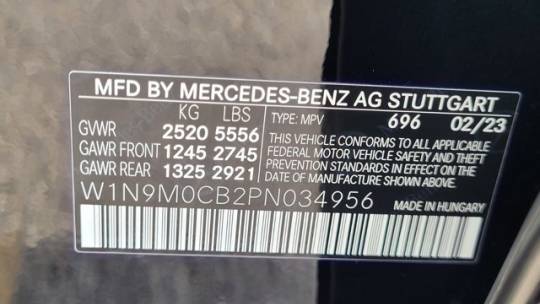 MFD BY MERCEDES-BENZ AG STUTTGART
KG LBS TYPE: MPV 696 02/23
GVWR 2520 5556
GAWR FRONT 1245 2745
GAWR REAR 1325 2921
THIS VEHICLE CONFORMS TO ALL APPLICABLE
FEDERAL MOTOR VEHICLE SAFETY AND THEFT
PREVENTION STANDARDS IN EFFECT ON THE
DATE OF MANUFACTURE SHOWN ABOVE.
W1N9M0CB2PN034956 MADE IN HUNGARY